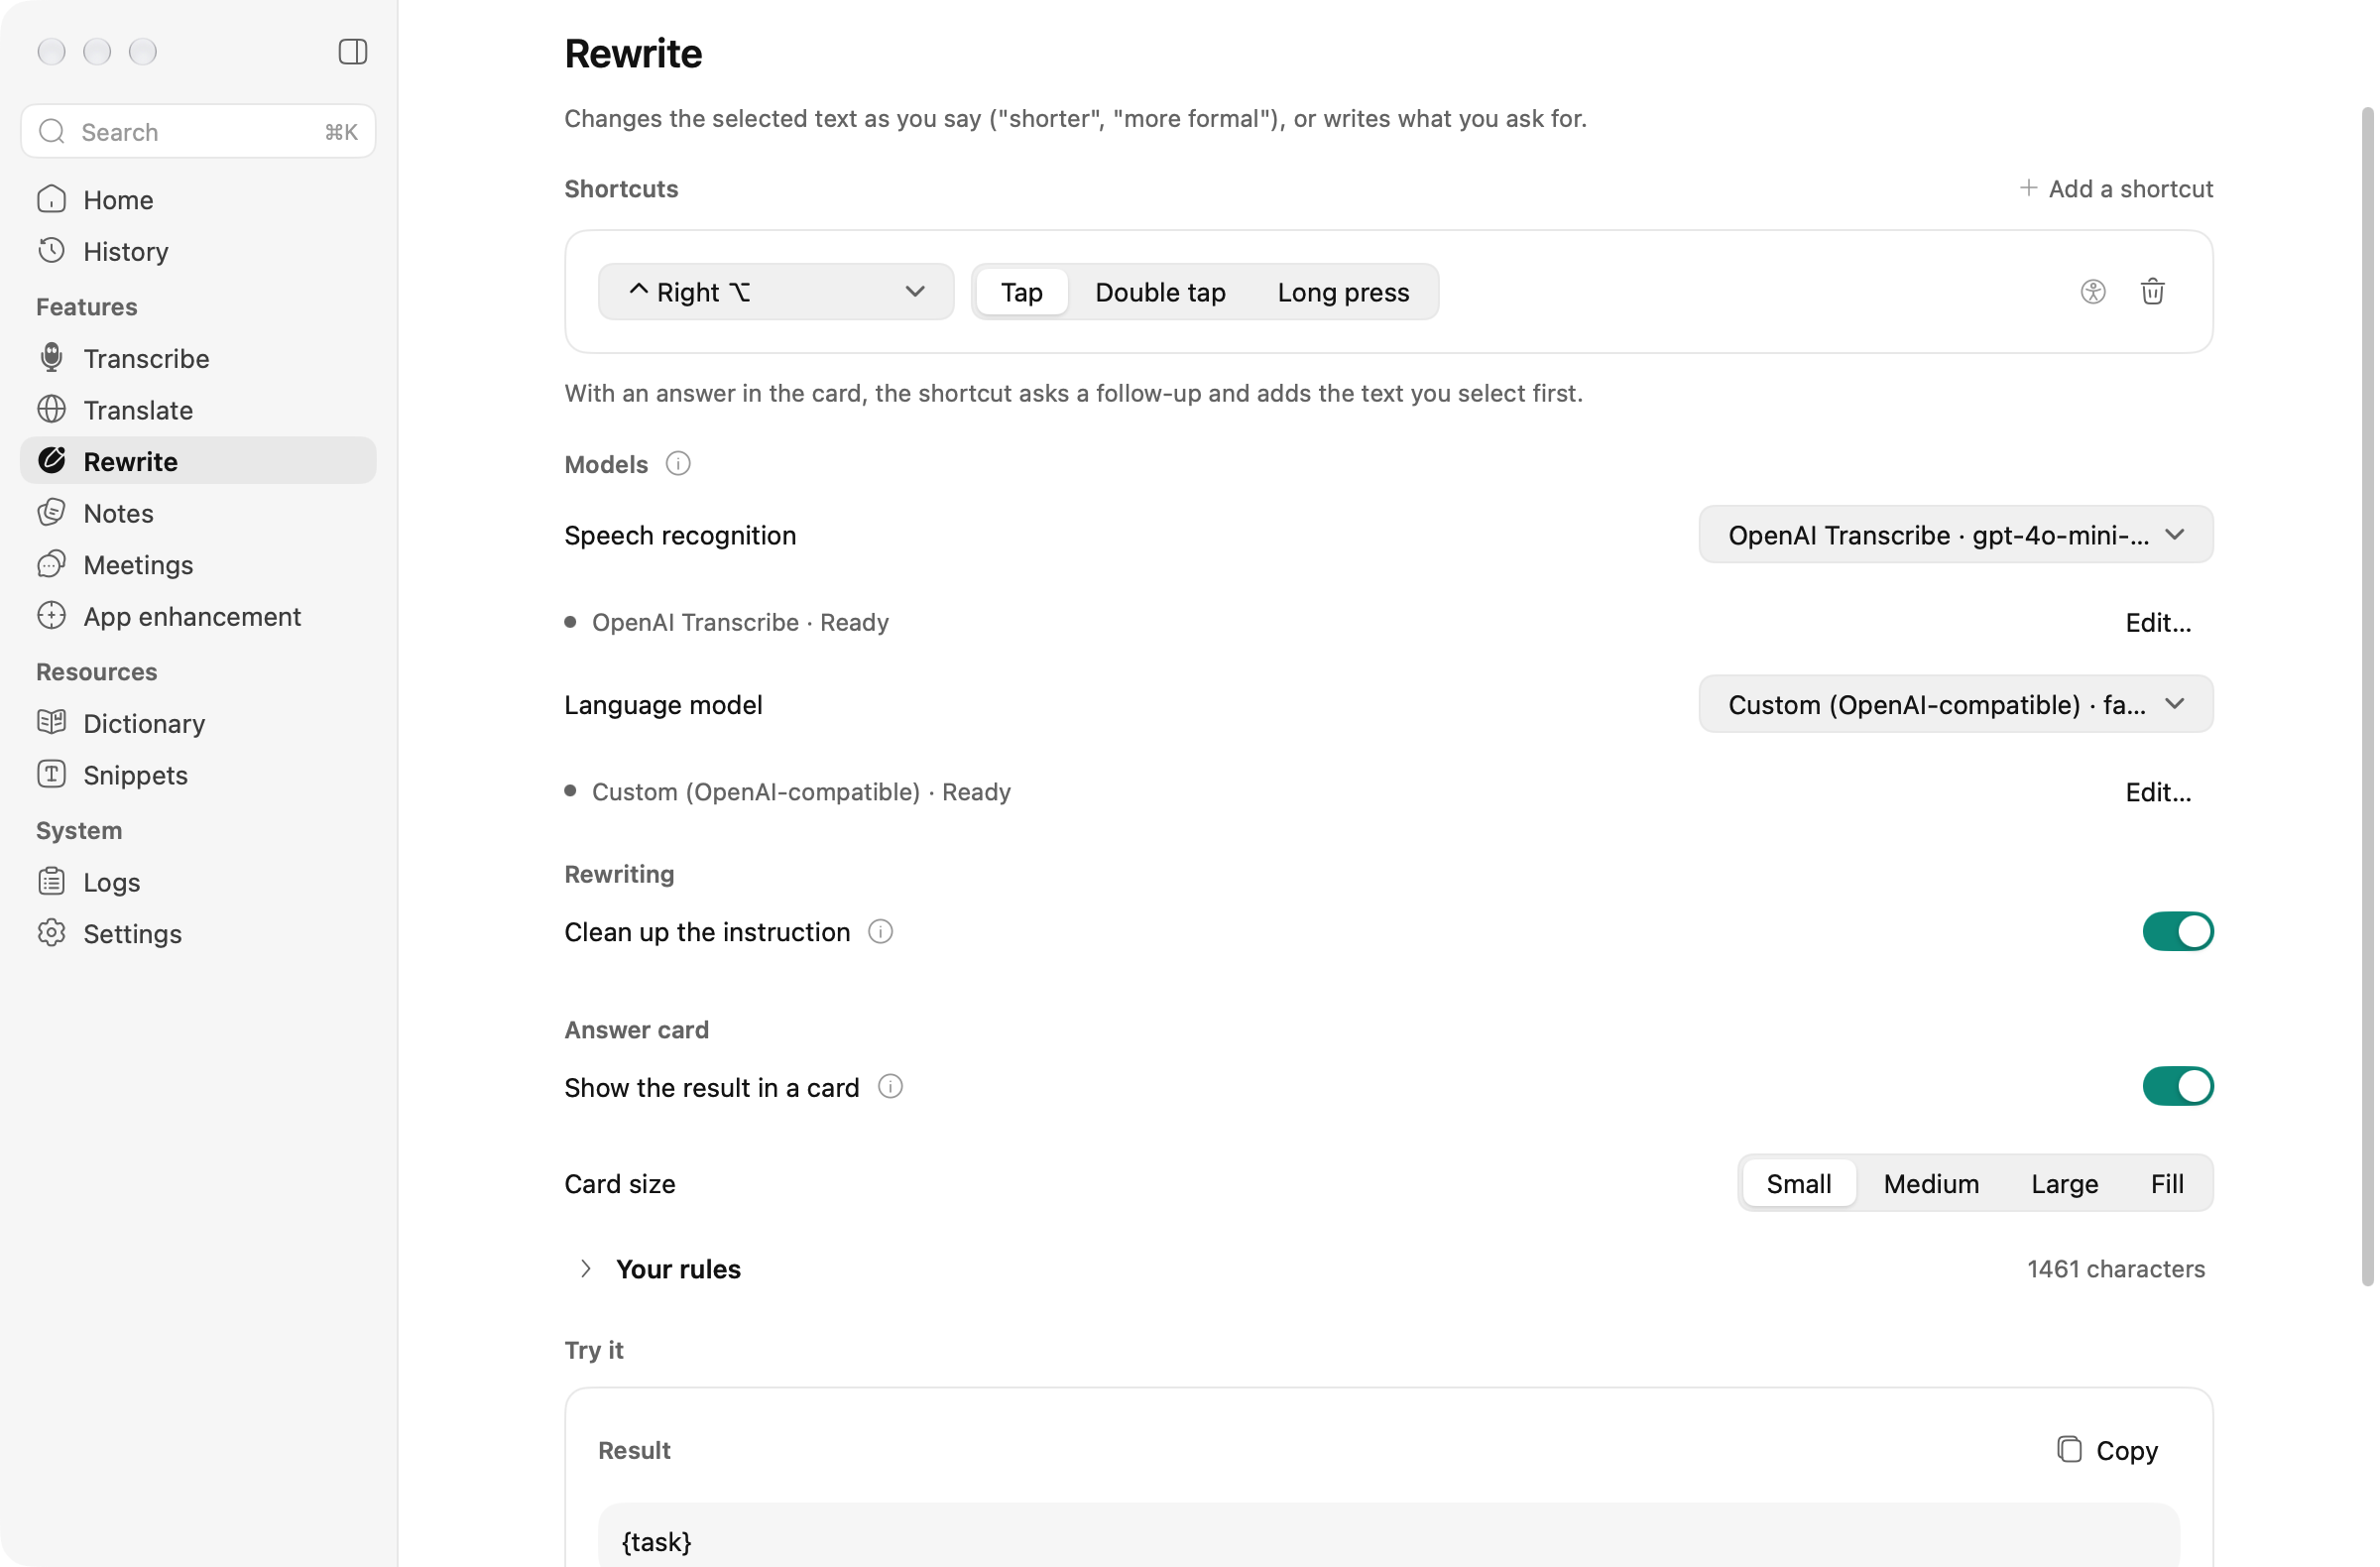 Search ⌘K
Home
History
Features
Transcribe
Translate
Rewrite
Notes
Meetings
App enhancement
Resources
Dictionary
Snippets
System
Logs
Settings
Rewrite
Changes the selected text as you say ("shorter", "more formal"), or writes what you ask for.
Shortcuts + Add a shortcut
^ Right ⌥ Tap Double tap Long press
With an answer in the card, the shortcut asks a follow-up and adds the text you select first.
Models
Speech recognition OpenAI Transcribe · gpt-4o-mini-...
OpenAI Transcribe · Ready Edit...
Language model Custom (OpenAI-compatible) · fa...
Custom (OpenAI-compatible) · Ready Edit...
Rewriting
Clean up the instruction
Answer card
Show the result in a card
Card size Small Medium Large Fill
Your rules 1461 characters
Try it
Result Copy
{task}